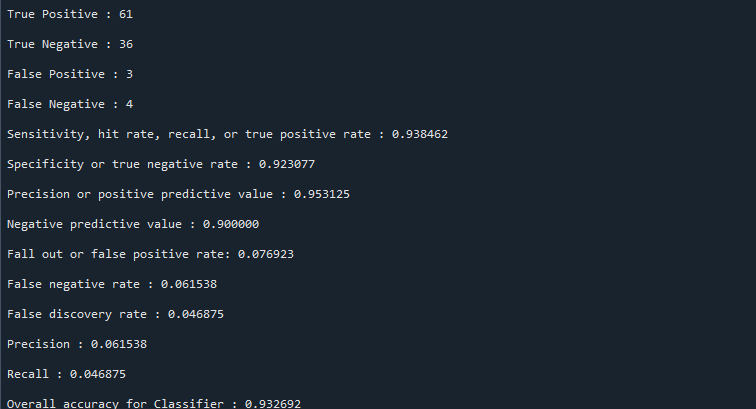 True Positive : 61
True Negative : 36
False Positive : 3
False Negative : 4
Sensitivity, hit rate, recall, or true positive rate : 0.938462
Specificity or true negative rate : 0.923077
Precision or positive predictive value : 0.953125
Negative predictive value : 0.900000
Fall out or false positive rate: 0.076923
False negative rate : 0.061538
False discovery rate : 0.046875
Precision : 0.061538
Recall : 0.046875
Overall accuracy for Classifier : 0.932692